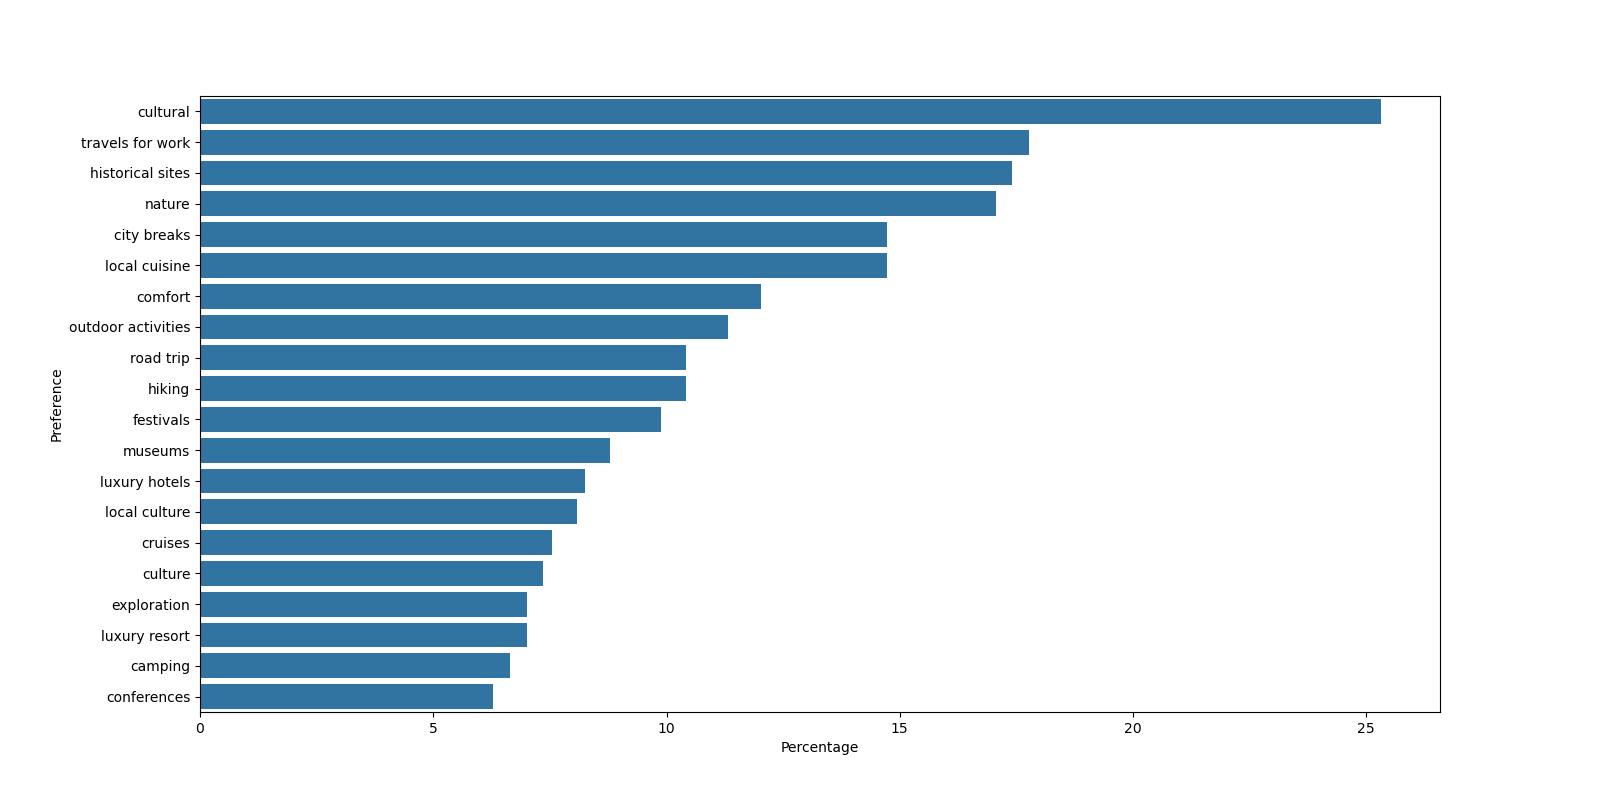 cultural
travels for work
historical sites
nature
city breaks
local cuisine
comfort
outdoor activities
road trip
hiking
festivals
museums
luxury hotels
local culture
cruises
culture
exploration
luxury resort
camping
conferences
Preference
0 5 10 15 20 25
Percentage